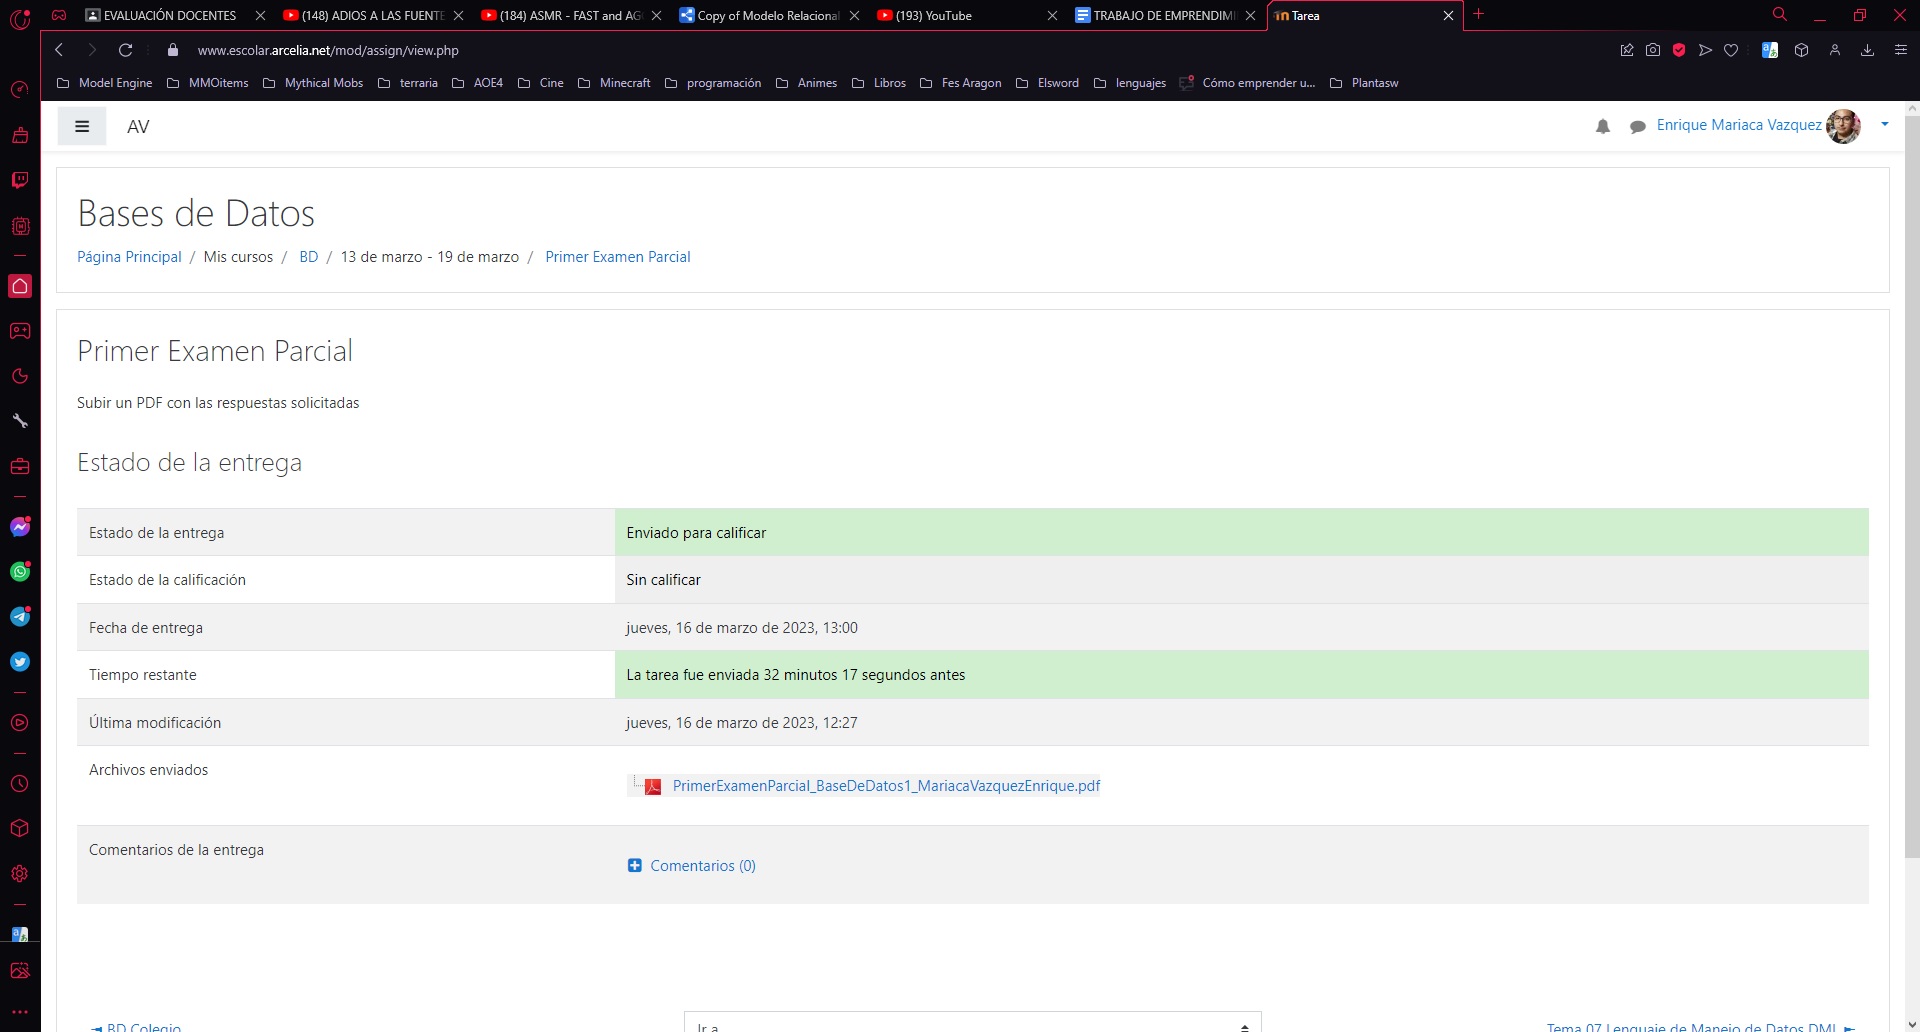 EVALUACIÓN DOCENTES
(148) ADIOS A LAS FUENTE
(184) ASMR - FAST and AG
Copy of Modelo Relacional
(193) YouTube
TRABAJO DE EMPRENDIMI
Tarea
www.escolar.arcelia.net/mod/assign/view.php
Model Engine
MMOitems
Mythical Mobs
terraria
AOE4
Cine
Minecraft
programación
Animes
Libros
Fes Aragon
Elsword
lenguajes
Cómo emprender u...
Plantasw
AV
Enrique Mariaca Vazquez
Bases de Datos
Página Principal / Mis cursos / BD / 13 de marzo - 19 de marzo / Primer Examen Parcial
Primer Examen Parcial
Subir un PDF con las respuestas solicitadas
Estado de la entrega
Estado de la entrega Enviado para calificar
Estado de la calificación Sin calificar
Fecha de entrega jueves, 16 de marzo de 2023, 13:00
Tiempo restante La tarea fue enviada 32 minutos 17 segundos antes
Última modificación jueves, 16 de marzo de 2023, 12:27
Archivos enviados
PrimerExamenParcial_BaseDeDatos1_MariacaVazquezEnrique.pdf
Comentarios de la entrega
Comentarios (0)
◄ BD Colegio
Ir a
Tema 07 Lenguaje de Manejo de Datos DML ►